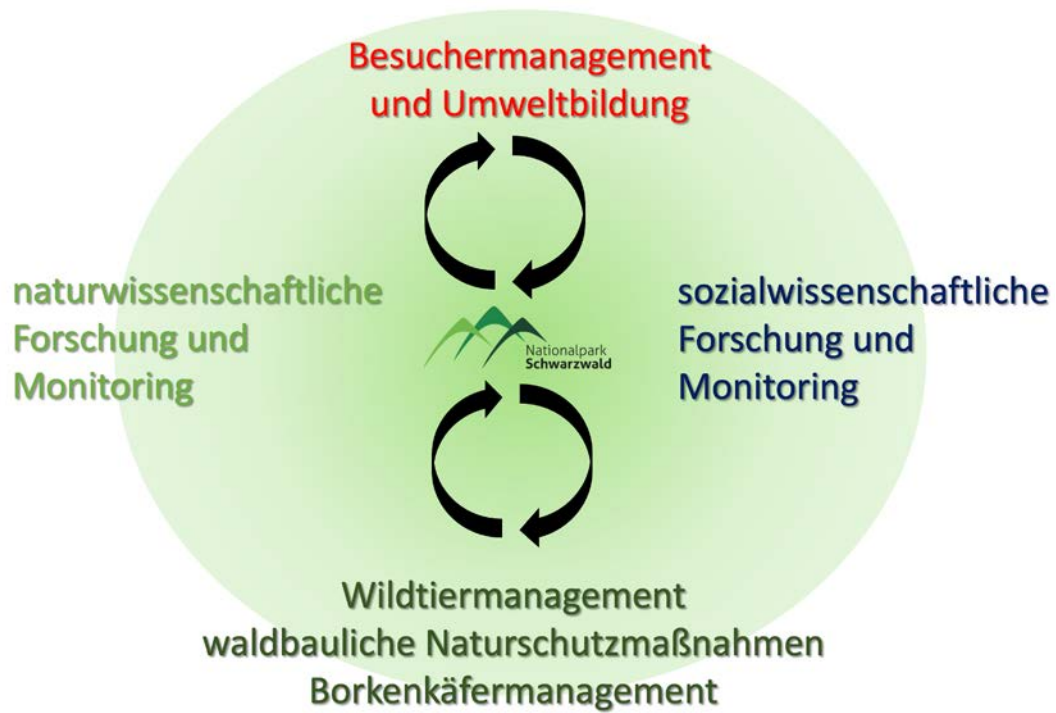 Besuchermanagement
und Umweltbildung
naturwissenschaftliche
Forschung und
Monitoring
sozialwissenschaftliche
Forschung und
Monitoring
Nationalpark
Schwarzwald
Wildtiermanagement
waldbauliche Naturschutzmaßnahmen
Borkenkäfermanagement